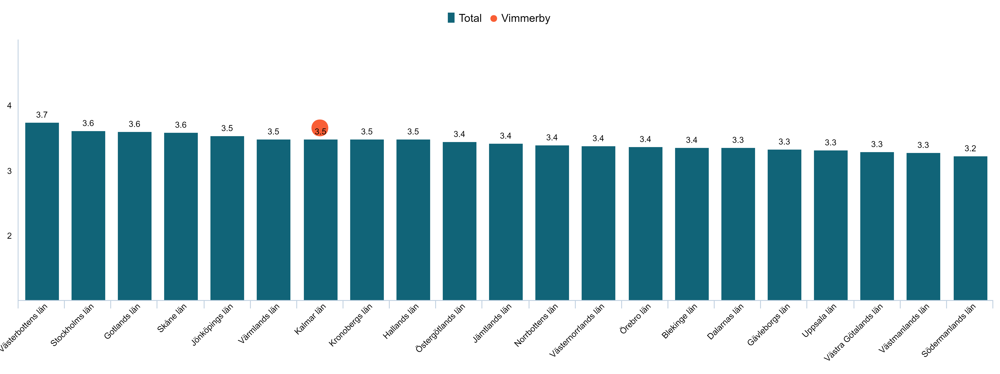 Total Vimmerby
4
3
2
3.7 3.6 3.6 3.6 3.5 3.5 3.5 3.5 3.5 3.4 3.4 3.4 3.4 3.4 3.4 3.3 3.3 3.3 3.3 3.3 3.2
Västerbottens län
Stockholms län
Gotlands län
Skåne län
Jönköpings län
Värmlands län
Kalmar län
Kronobergs län
Hallands län
Östergötlands län
Jämtlands län
Norrbottens län
Västernorrlands län
Örebro län
Blekinge län
Dalarnas län
Gävleborgs län
Uppsala län
Västra Götalands län
Västmanlands län
Södermanlands län